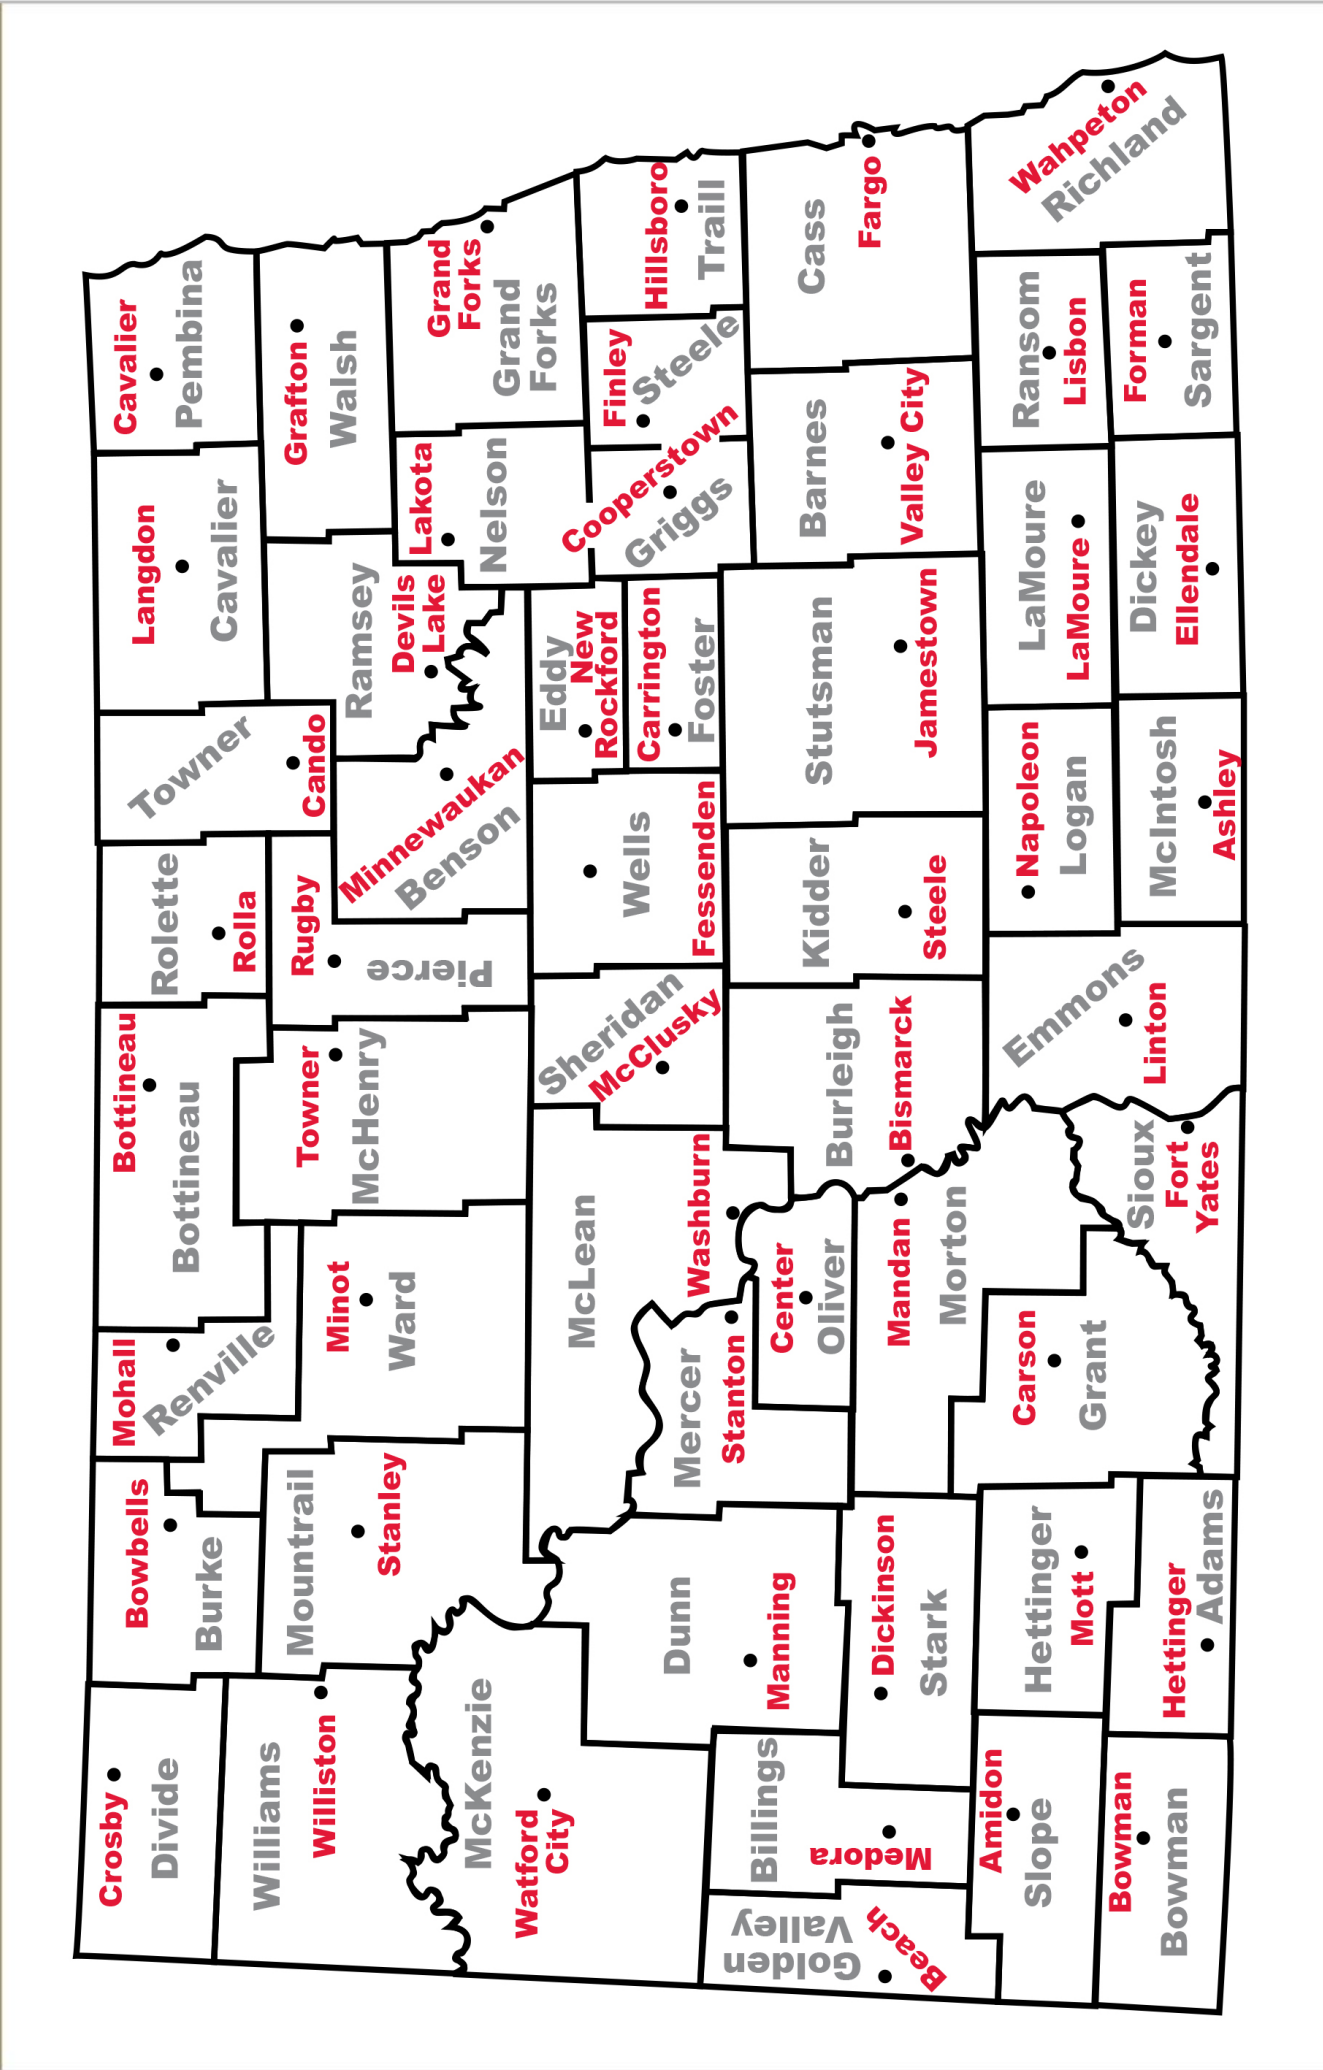 Divide
Crosby
Burke
Bowbells
Renville
Mohall
Bottineau
Bottineau
Rolette
Rolla
Towner
Cando
Cavalier
Langdon
Pembina
Cavalier
Williams
Williston
Mountrail
Stanley
Ward
Minot
McHenry
Towner
Pierce
Rugby
Benson
Minnewaukan
Ramsey
Devils
Lake
Walsh
Grafton
Nelson
Lakota
Grand
Forks
Grand
Forks
McKenzie
Watford
City
Dunn
Manning
Mercer
Stanton
Oliver
Center
McLean
Washburn
Sheridan
McClusky
Wells
Fessenden
Eddy
New
Rockford
Foster
Carrington
Griggs
Cooperstown
Steele
Finley
Traill
Hillsboro
Golden
Valley
Beach
Billings
Medora
Stark
Dickinson
Morton
Mandan
Burleigh
Bismarck
Kidder
Steele
Stutsman
Jamestown
Barnes
Valley City
Cass
Fargo
Slope
Amidon
Hettinger
Mott
Grant
Carson
Sioux
Fort
Yates
Emmons
Linton
Logan
Napoleon
LaMoure
LaMoure
Ransom
Lisbon
Richland
Wahpeton
Bowman
Bowman
Adams
Hettinger
McIntosh
Ashley
Dickey
Ellendale
Sargent
Forman